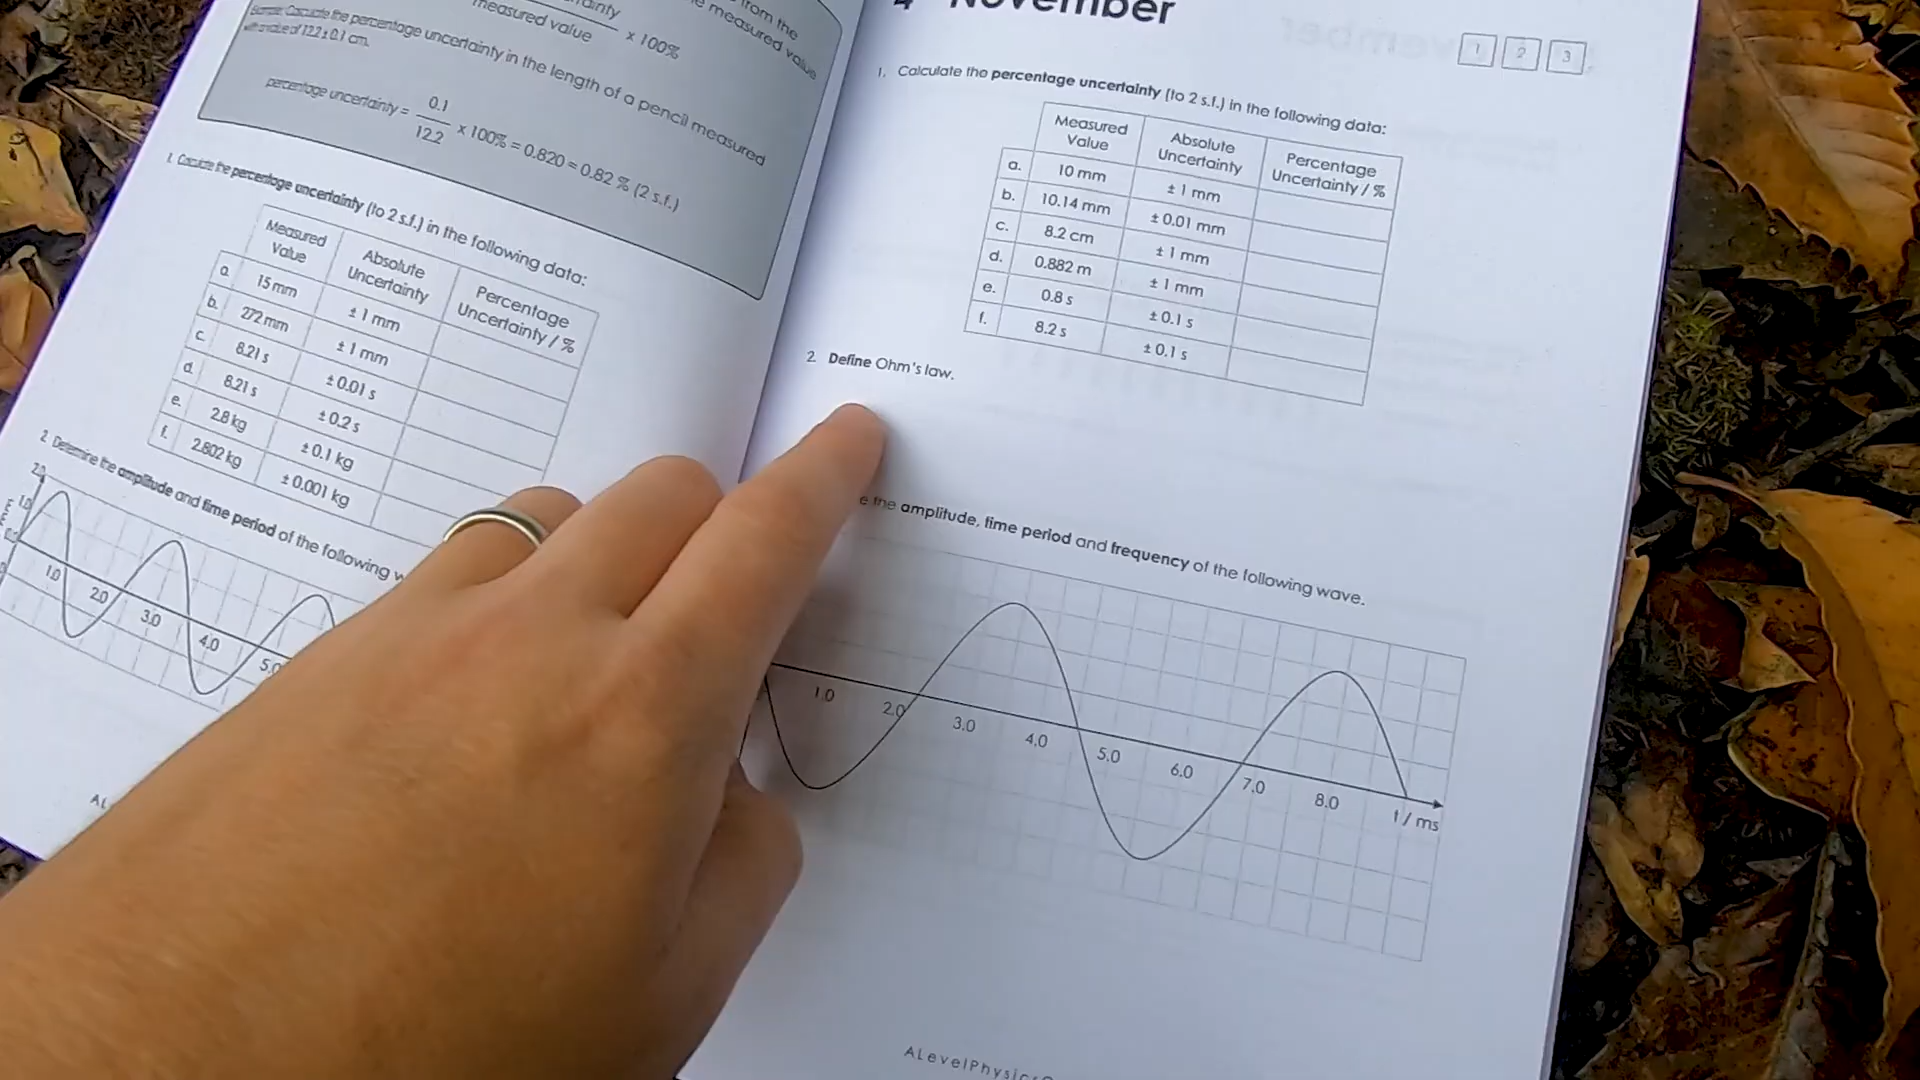 from the
measured value
measured value
x 100%
Example: Calculate the percentage uncertainty in the length of a pencil measured
with a value of 12.2 ± 0.1 cm.
percentage uncertainty = 0.1 / 12.2 x 100% = 0.820 = 0.82 % (2 s.f.)
1. Calculate the percentage uncertainty (to 2 s.f.) in the following data:
Measured Value Absolute Uncertainty Percentage Uncertainty / %
a. 15 mm ± 1 mm
b. 272 mm ± 1 mm
c. 8.21 s ± 0.01 s
d. 8.21 s ± 0.2 s
e. 2.8 kg ± 0.1 kg
f. 2.802 kg ± 0.001 kg
2. Determine the amplitude and time period of the following
2.0
1.0
1.0 2.0 3.0 4.0 5.0
4 November
1 2 3
1. Calculate the percentage uncertainty (to 2 s.f.) in the following data:
Measured Value Absolute Uncertainty Percentage Uncertainty / %
a. 10 mm ± 1 mm
b. 10.14 mm ± 0.01 mm
c. 8.2 cm ± 1 mm
d. 0.882 m ± 1 mm
e. 0.8 s ± 0.1 s
f. 8.2 s ± 0.1 s
2. Define Ohm's law.
the amplitude, time period and frequency of the following wave.
1.0 2.0 3.0 4.0 5.0 6.0 7.0 8.0
t / ms